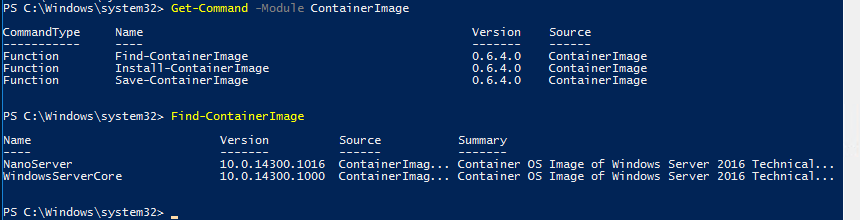 PS C:\Windows\system32> Get-Command -Module ContainerImage
CommandType Name Version Source
----------- ---- ------- ------
Function Find-ContainerImage 0.6.4.0 ContainerImage
Function Install-ContainerImage 0.6.4.0 ContainerImage
Function Save-ContainerImage 0.6.4.0 ContainerImage
PS C:\Windows\system32> Find-ContainerImage
Name Version Source Summary
---- ------- ------ -------
NanoServer 10.0.14300.1016 ContainerImag... Container OS Image of Windows Server 2016 Technical...
WindowsServerCore 10.0.14300.1000 ContainerImag... Container OS Image of Windows Server 2016 Technical...
PS C:\Windows\system32> _